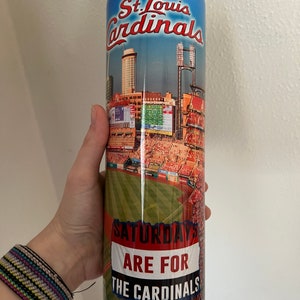 St. Louis
Cardinals
SATURDAYS
ARE FOR
THE CARDINALS